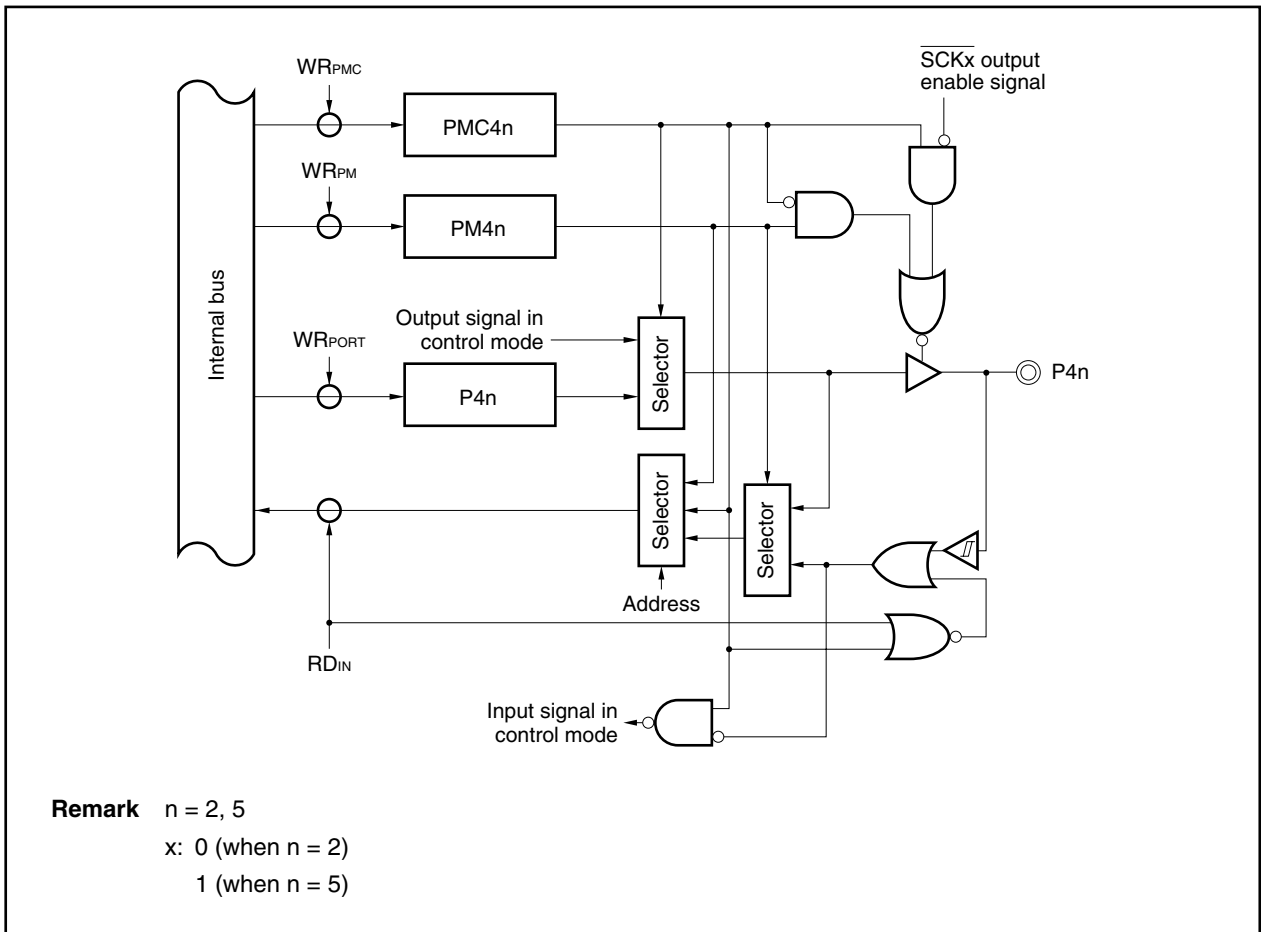 WRPMC
SCKx output
enable signal
PMC4n
WRPM
PM4n
Internal bus
Output signal in
control mode
WRPORT
P4n
Selector
P4n
Selector
Selector
Address
RDIN
Input signal in
control mode
Remark n = 2, 5
x: 0 (when n = 2)
1 (when n = 5)